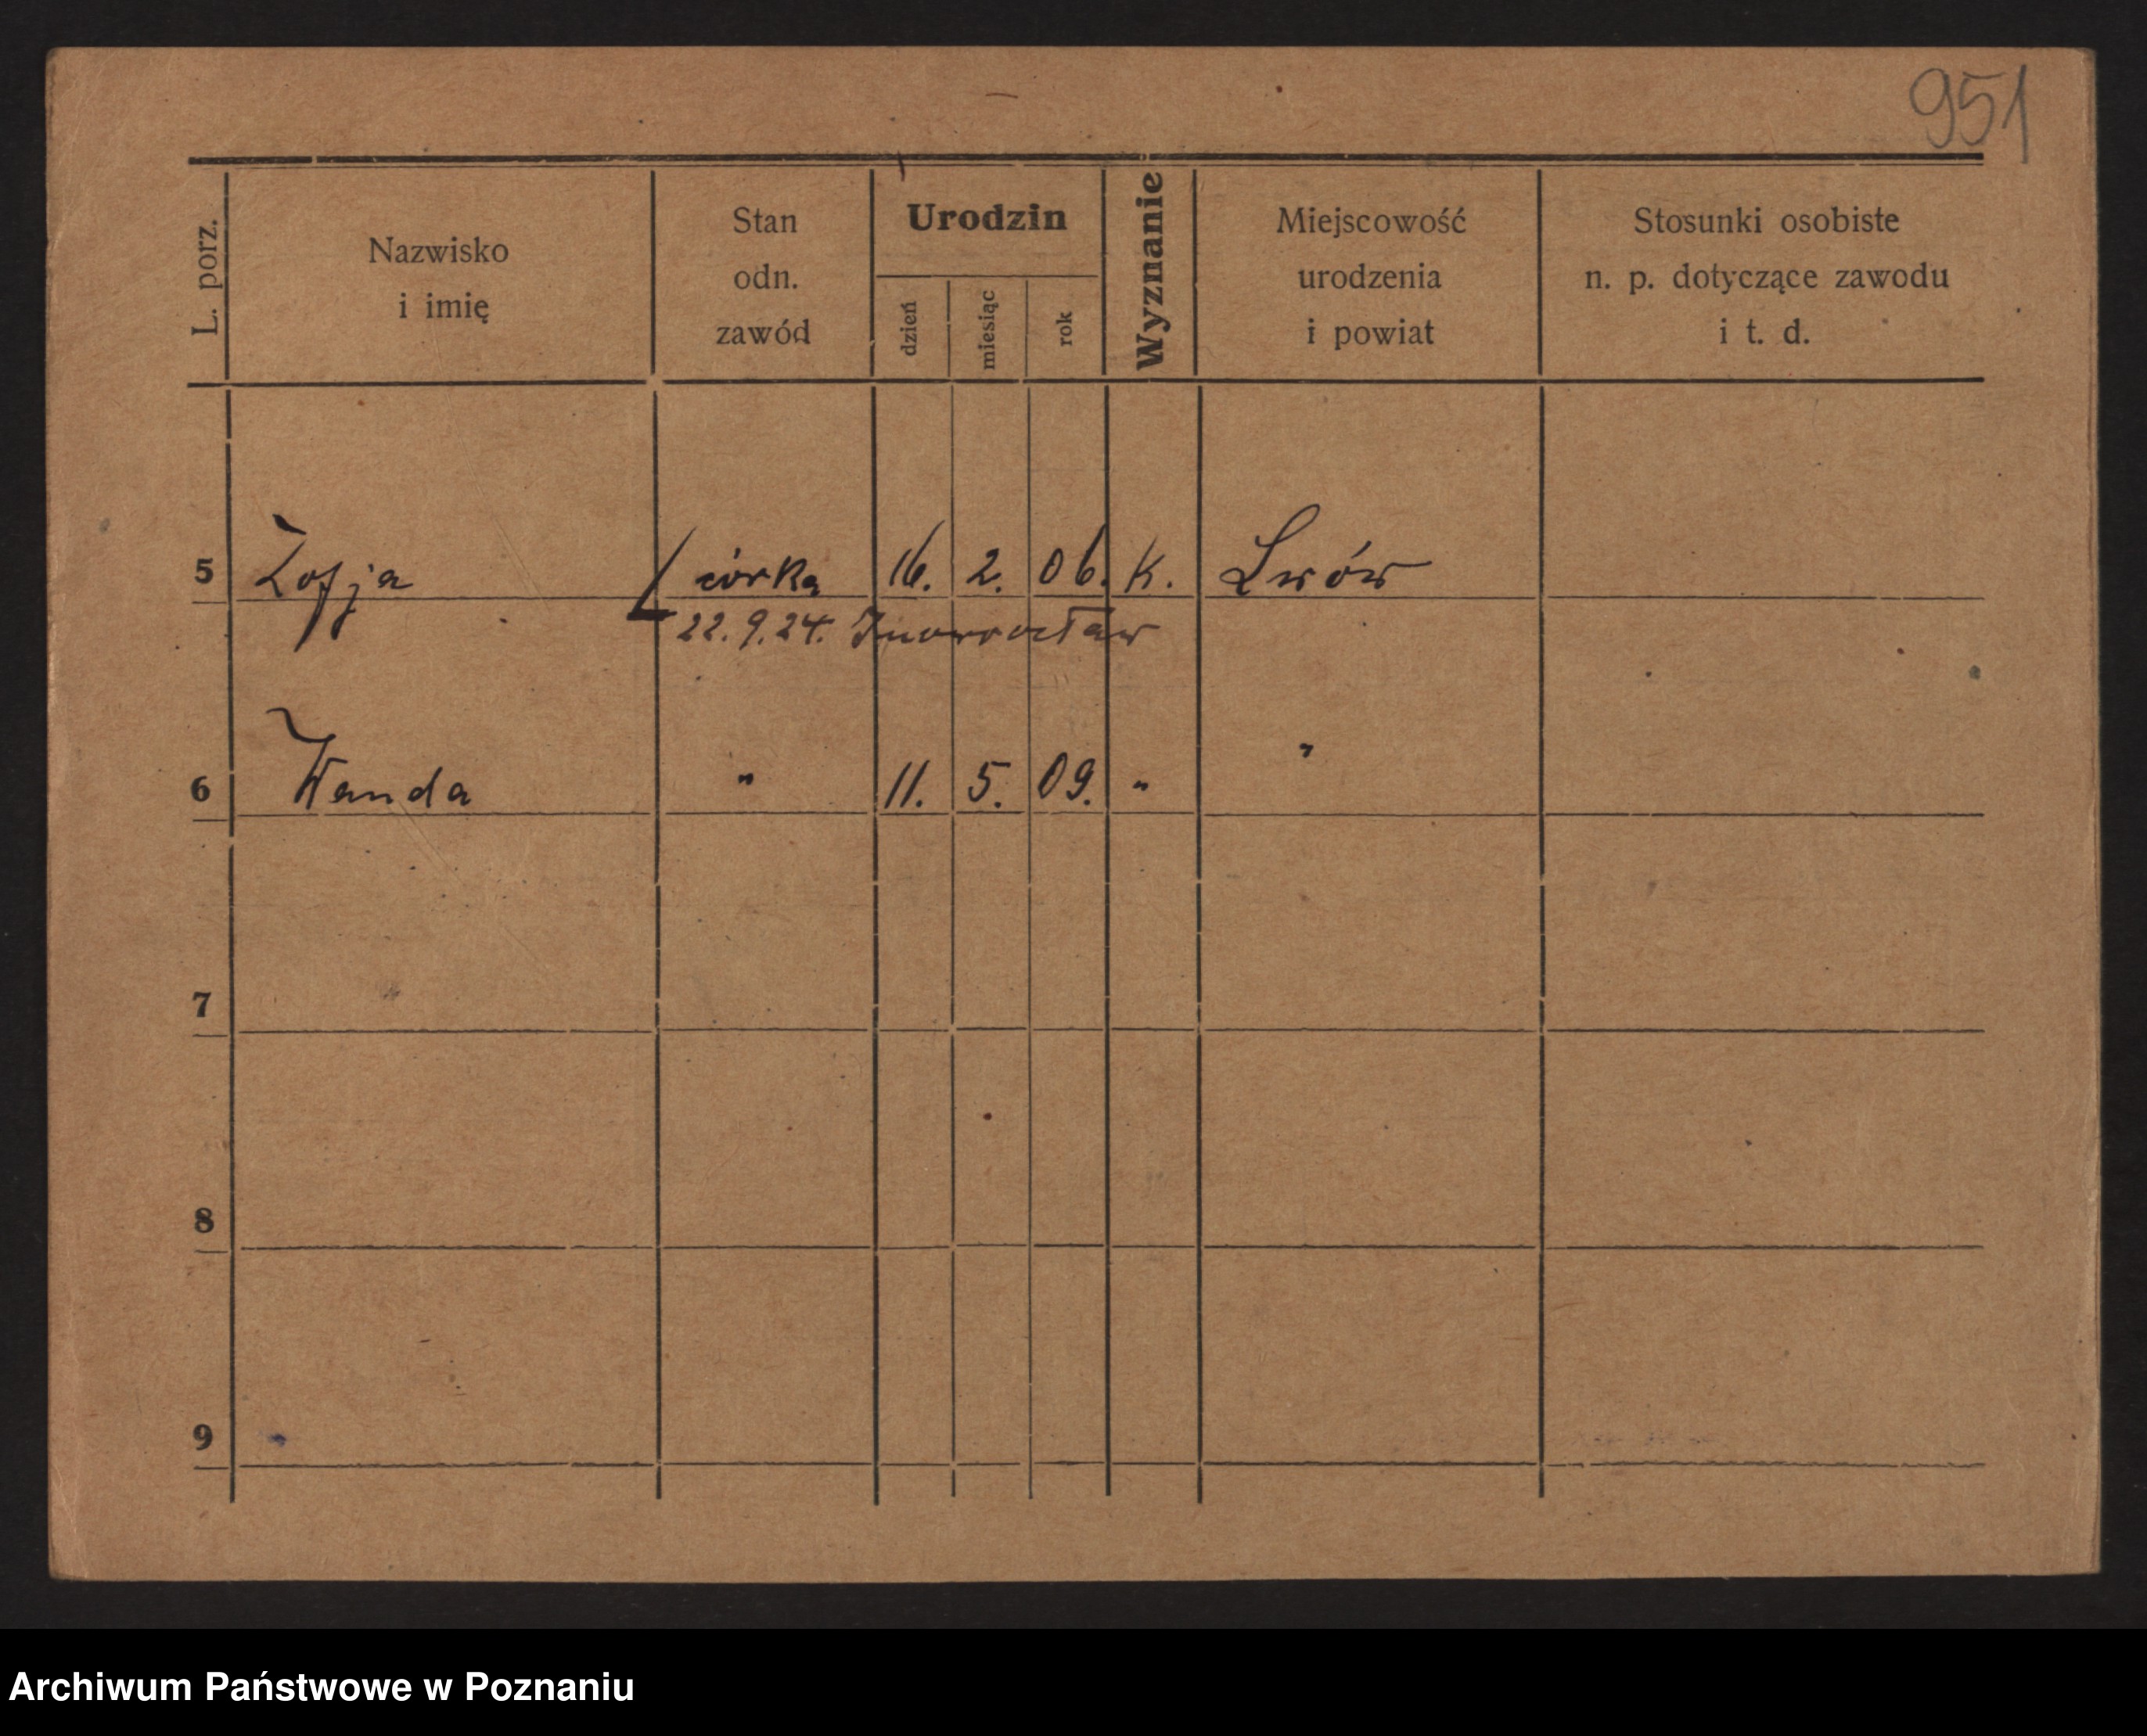 951
L. porz.
Nazwisko
i imię
Stan
odn.
zawód
Urodzin
dzień
miesiąc
rok
Wyznanie
Miejscowość
urodzenia
i powiat
Stosunki osobiste
n. p. dotyczące zawodu
i t. d.
5 Zofja córka 16. 2. 06. K. Lwów
22.9.24. Inowrocław
6 Wanda " 11. 5. 09. " "
7
8
9
Archiwum Państwowe w Poznaniu